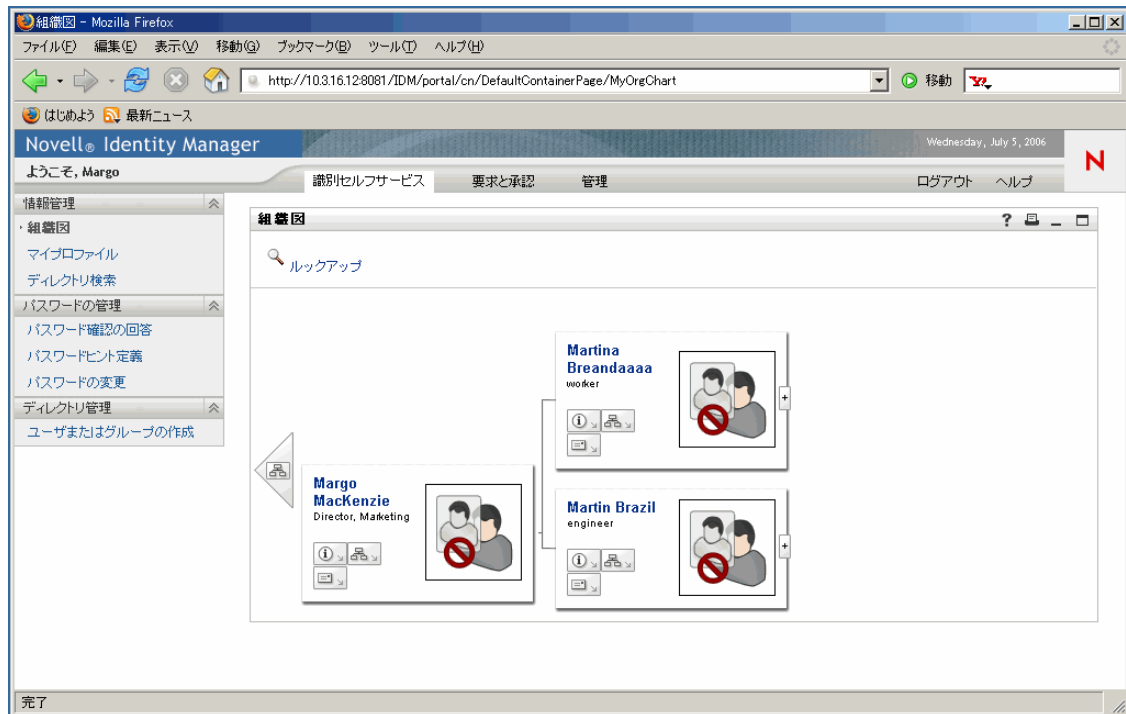 組織図 - Mozilla Firefox
ファイル(F) 編集(E) 表示(V) 移動(G) ブックマーク(B) ツール(T) ヘルプ(H)
http://10.3.16.12:8081/IDM/portal/cn/DefaultContainerPage/MyOrgChart
移動
はじめよう 最新ニュース
Novell® Identity Manager
Wednesday, July 5, 2006
N
ようこそ, Margo
識別セルフサービス 要求と承認 管理 ログアウト ヘルプ
情報管理
組織図
マイプロファイル
ディレクトリ検索
パスワードの管理
パスワード確認の回答
パスワードヒント定義
パスワードの変更
ディレクトリ管理
ユーザまたはグループの作成
組織図
ルックアップ
Martina
Breandaaaa
worker
Margo
MacKenzie
Director, Marketing
Martin Brazil
engineer
完了